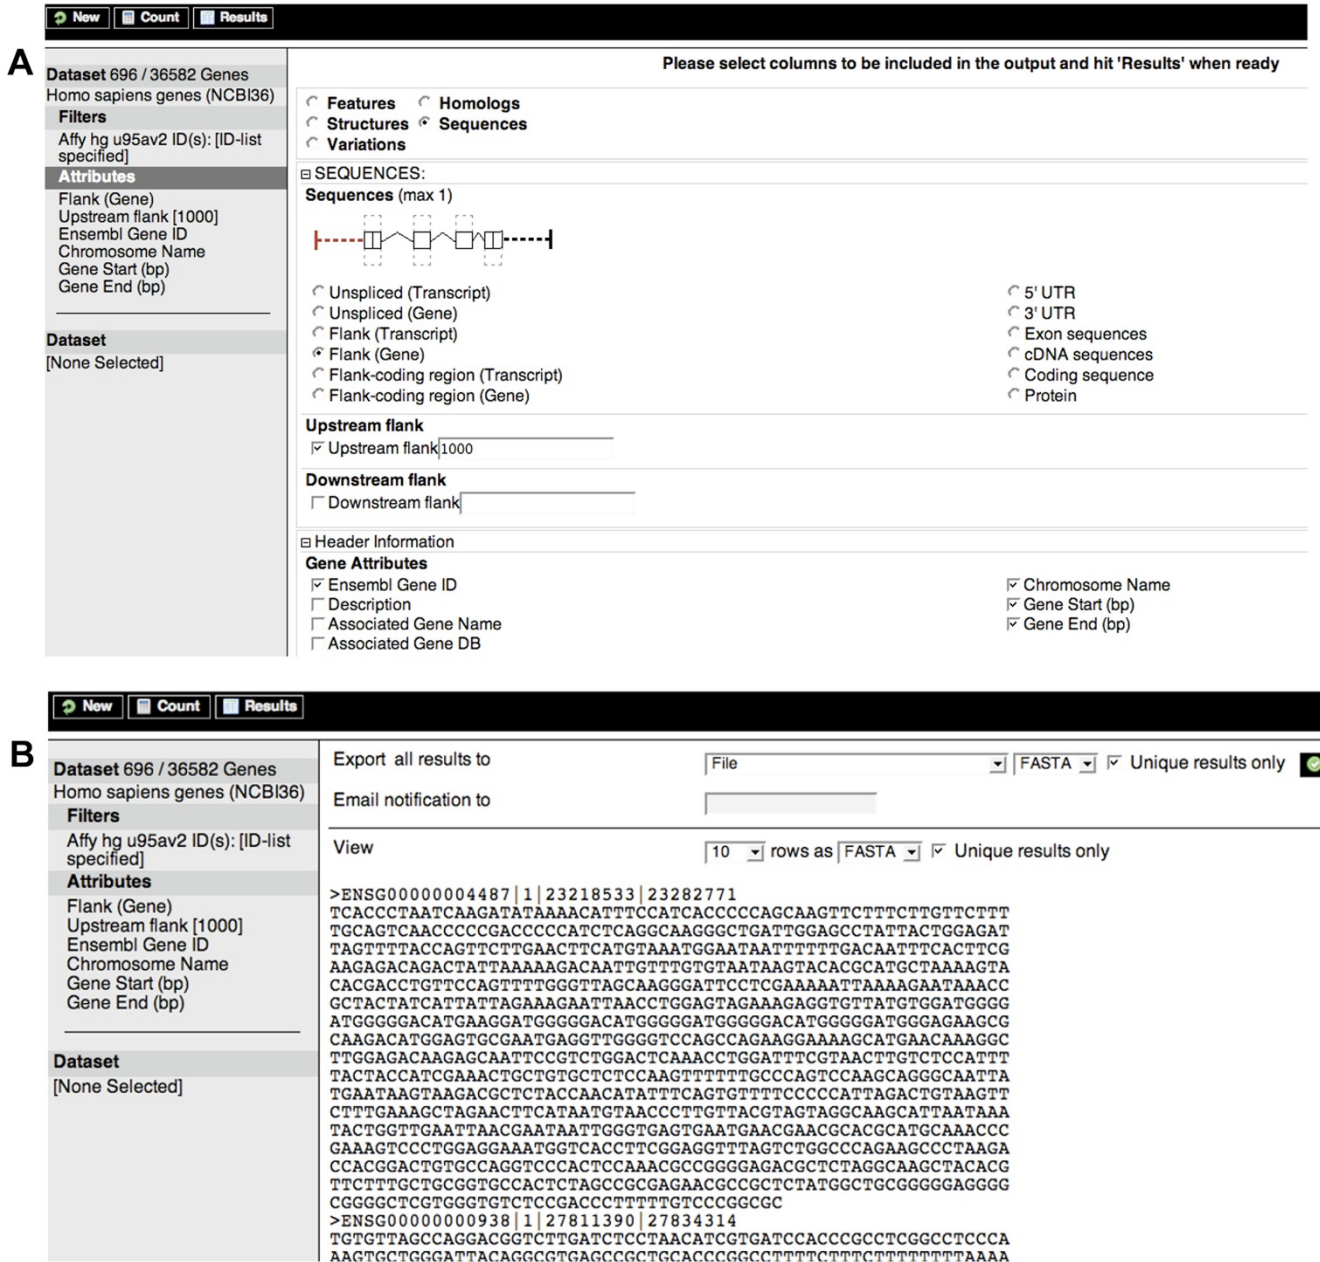 New Count Results
A
Dataset 696 / 36582 Genes
Homo sapiens genes (NCBI36)
Filters
Affy hg u95av2 ID(s): [ID-list
specified]
Attributes
Flank (Gene)
Upstream flank [1000]
Ensembl Gene ID
Chromosome Name
Gene Start (bp)
Gene End (bp)
Dataset
[None Selected]
Please select columns to be included in the output and hit 'Results' when ready
Features Homologs
Structures Sequences
Variations
SEQUENCES:
Sequences (max 1)
Unspliced (Transcript)
Unspliced (Gene)
Flank (Transcript)
Flank (Gene)
Flank-coding region (Transcript)
Flank-coding region (Gene)
5' UTR
3' UTR
Exon sequences
cDNA sequences
Coding sequence
Protein
Upstream flank
Upstream flank 1000
Downstream flank
Downstream flank
Header Information
Gene Attributes
Ensembl Gene ID
Description
Associated Gene Name
Associated Gene DB
Chromosome Name
Gene Start (bp)
Gene End (bp)
New Count Results
B
Dataset 696 / 36582 Genes
Homo sapiens genes (NCBI36)
Filters
Affy hg u95av2 ID(s): [ID-list
specified]
Attributes
Flank (Gene)
Upstream flank [1000]
Ensembl Gene ID
Chromosome Name
Gene Start (bp)
Gene End (bp)
Dataset
[None Selected]
Export all results to File FASTA Unique results only
Email notification to
View 10 rows as FASTA Unique results only
>ENSG00000004487|1|23218533|23282771
TCACCCTAATCAAGATATAAAACATTTCCATCACCCCCAGCAAGTTCTTTCTTGTTCTTT
TGCAGTCAACCCCCGACCCCCATCTCAGGCAAGGGCTGATTGGAGCCTATTACTGGAGAT
TAGTTTTACCAGTTCTTGAACTTCATGTAAATGGAATAATTTTTTGACAATTTCACTTCG
AAGAGACAGACTATTAAAAAGACAATTGTTTGTGTAATAAGTACACGCATGCTAAAAGTA
CACGACCTGTTCCAGTTTTGGGTTAGCAAGGGATTCCTCGAAAAATTAAAAGAATAAACC
GCTACTATCATTATTAGAAAGAATTAACCTGGAGTAGAAAGAGGTGTTATGTGGATGGGG
ATGGGGGACATGAAGGATGGGGGACATGGGGGATGGGGGACATGGGGGATGGGAGAAGCG
CAAGACATGGAGTGCGAATGAGGTTGGGGTCCAGCCAGAAGGAAAAGCATGAACAAAGGC
TTGGAGACAAGAGCAATTCCGTCTGGACTCAAACCTGGATTTCGTAACTTGTCTCCATTT
TACTACCATCGAAACTGCTGTGCTCTCCAAGTTTTTTGCCCAGTCCAAGCAGGGCAATTA
TGAATAAGTAAGACGCTCTACCAACATATTTCAGTGTTTTCCCCCATTAGACTGTAAGTT
CTTTGAAAGCTAGAACTTCATAATGTAACCCTTGTTACGTAGTAGGCAAGCATTAATAAA
TACTGGTTGAATTAACGAATAATTGGGTGAGTGAATGAACGAACGCACGCATGCAAACCC
GAAAGTCCCTGGAGGAAATGGTCACCTTCGGAGGTTTAGTCTGGCCCAGAAGCCCTAAGA
CCACGGACTGTGCCAGGTCCCACTCCAAACGCCGGGGAGACGCTCTAGGCAAGCTACACG
TTCTTTGCTGCGGTGCCACTCTAGCCGCGAGAACGCCGCTCTATGGCTGCGGGGGAGGGG
CGGGGCTCGTGGGTGTCTCCGACCCTTTTTGTCCCGGCGC
>ENSG00000000938|1|27811390|27834314
TGTGTTAGCCAGGACGGTCTTGATCTCCTAACATCGTGATCCACCCGCCTCGGCCTCCCA
AAGTGCTGGGATTACAGGCGTGAGCCGCTGCACCCGGCCTTTTCTTTCTTTTTTTTTAAAA